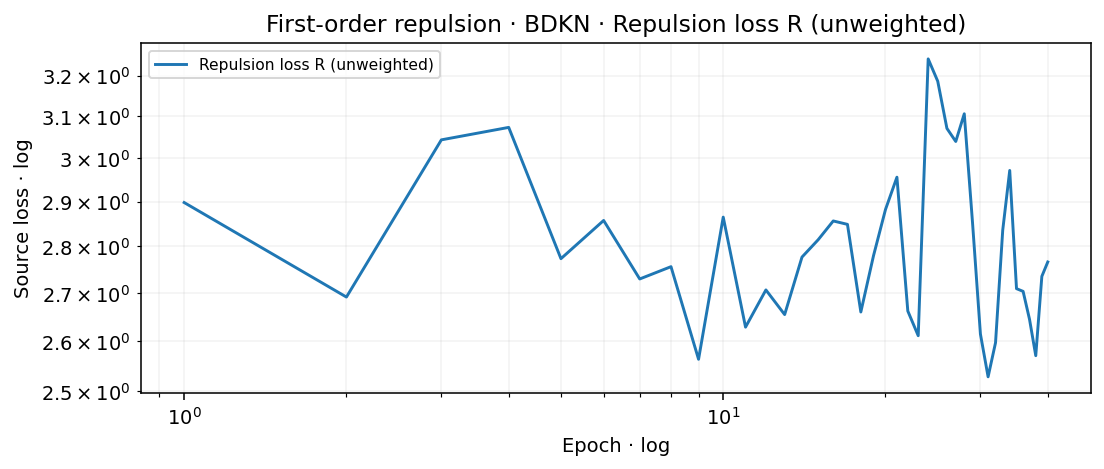 First-order repulsion · BDKN · Repulsion loss R (unweighted)
Repulsion loss R (unweighted)
Source loss · log
3.2 × 10⁰
3.1 × 10⁰
3 × 10⁰
2.9 × 10⁰
2.8 × 10⁰
2.7 × 10⁰
2.6 × 10⁰
2.5 × 10⁰
10⁰ 10¹
Epoch · log